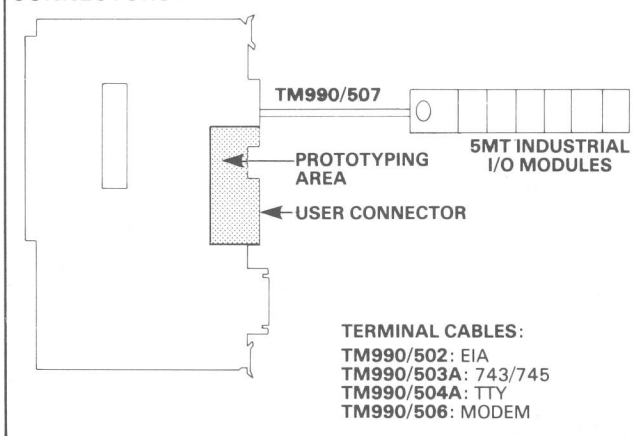 TM990/507
5MT INDUSTRIAL
I/O MODULES
PROTOTYPING
AREA
USER CONNECTOR
TERMINAL CABLES:
TM990/502: EIA
TM990/503A: 743/745
TM990/504A: TTY
TM990/506: MODEM